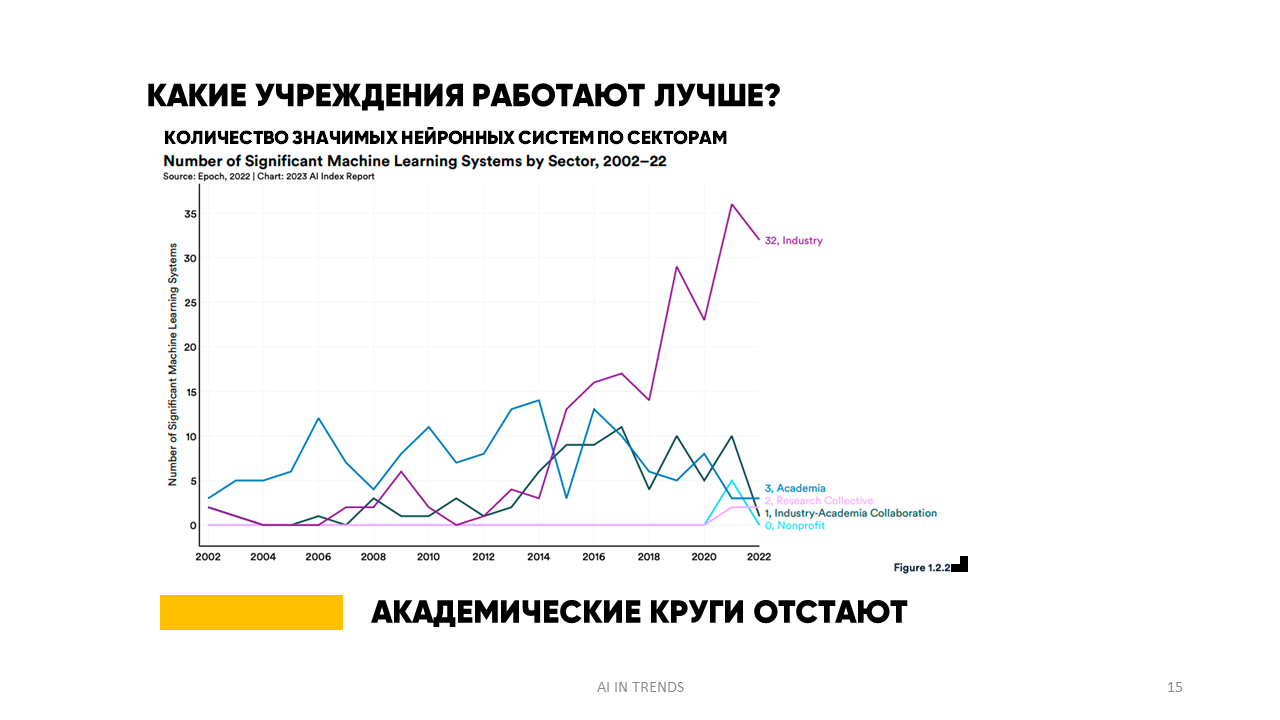 КАКИЕ УЧРЕЖДЕНИЯ РАБОТАЮТ ЛУЧШЕ?
КОЛИЧЕСТВО ЗНАЧИМЫХ НЕЙРОННЫХ СИСТЕМ ПО СЕКТОРАМ
Number of Significant Machine Learning Systems by Sector, 2002–22
Source: Epoch, 2022 | Chart: 2023 AI Index Report
Number of Significant Machine Learning Systems
35
30
25
20
15
10
5
0
2002 2004 2006 2008 2010 2012 2014 2016 2018 2020 2022
32, Industry
3, Academia
2, Research Collective
1, Industry-Academia Collaboration
0, Nonprofit
Figure 1.2.2
АКАДЕМИЧЕСКИЕ КРУГИ ОТСТАЮТ
AI IN TRENDS
15